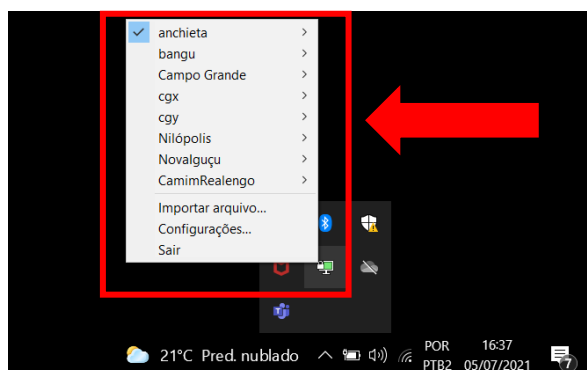 anchieta
bangu
Campo Grande
cgx
cgy
Nilópolis
NovaIguçu
CamimRealengo
Importar arquivo...
Configurações...
Sair
21°C Pred. nublado
POR
PTB2
16:37
05/07/2021
7